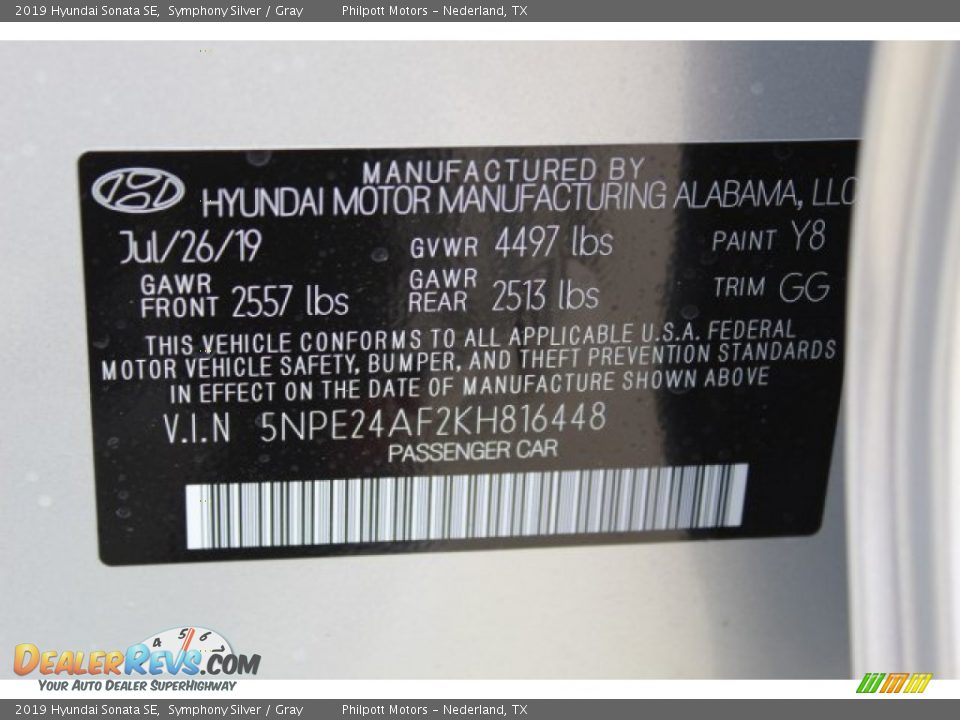 2019 Hyundai Sonata SE, Symphony Silver / Gray Philpott Motors – Nederland, TX
MANUFACTURED BY
HYUNDAI MOTOR MANUFACTURING ALABAMA, LLC
Jul/26/19 GVWR 4497 lbs PAINT Y8
GAWR FRONT 2557 lbs GAWR REAR 2513 lbs TRIM GG
THIS VEHICLE CONFORMS TO ALL APPLICABLE U.S.A. FEDERAL
MOTOR VEHICLE SAFETY, BUMPER, AND THEFT PREVENTION STANDARDS
IN EFFECT ON THE DATE OF MANUFACTURE SHOWN ABOVE
V.I.N 5NPE24AF2KH816448
PASSENGER CAR
4 5 6
DEALERREVS.COM
YOUR AUTO DEALER SUPERHIGHWAY
2019 Hyundai Sonata SE, Symphony Silver / Gray Philpott Motors – Nederland, TX